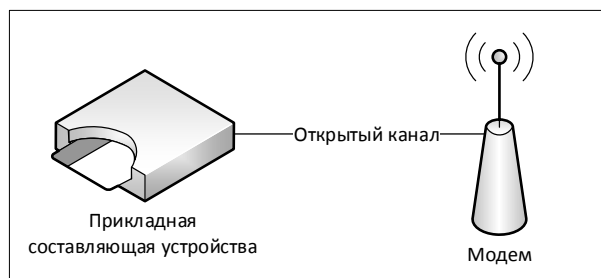 Открытый канал
Прикладная
составляющая устройства
Модем